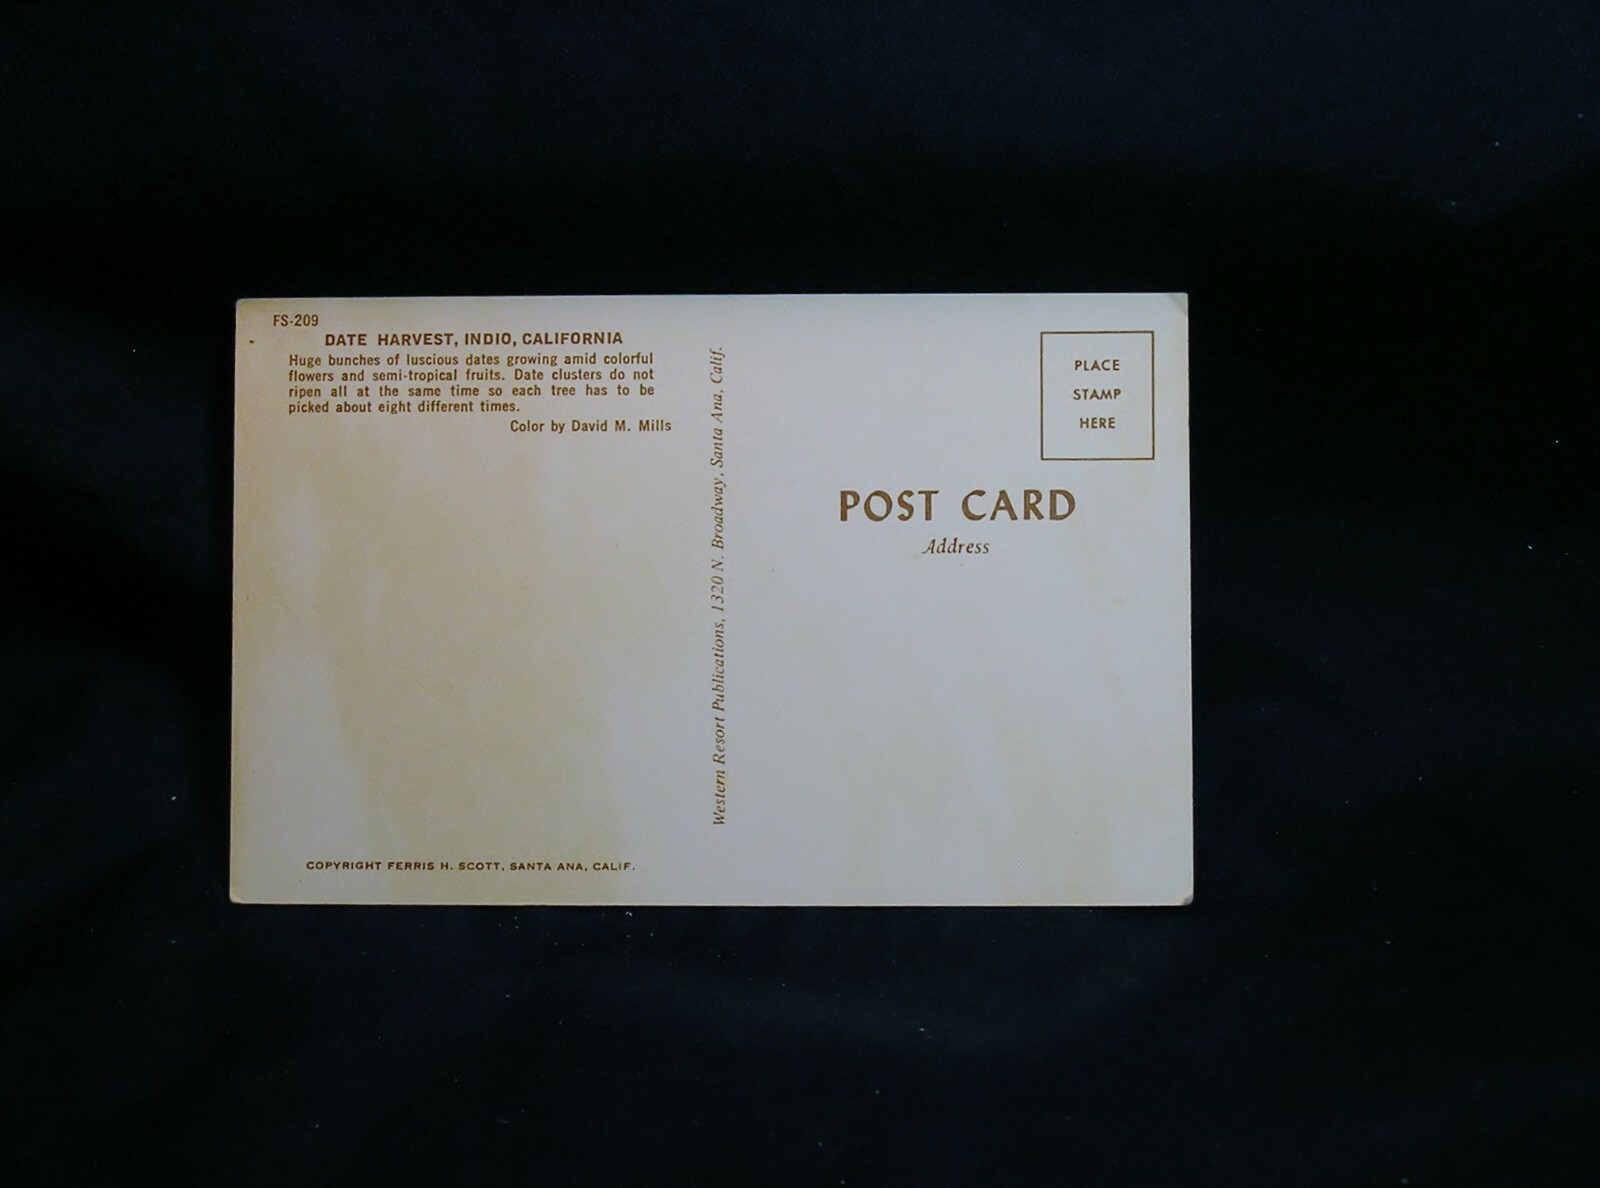 FS-209
DATE HARVEST, INDIO, CALIFORNIA
Huge bunches of luscious dates growing amid colorful
flowers and semi-tropical fruits. Date clusters do not
ripen all at the same time so each tree has to be
picked about eight different times.
Color by David M. Mills
COPYRIGHT FERRIS H. SCOTT, SANTA ANA, CALIF.
Western Resort Publications, 1320 N. Broadway, Santa Ana, Calif.
PLACE
STAMP
HERE
POST CARD
Address